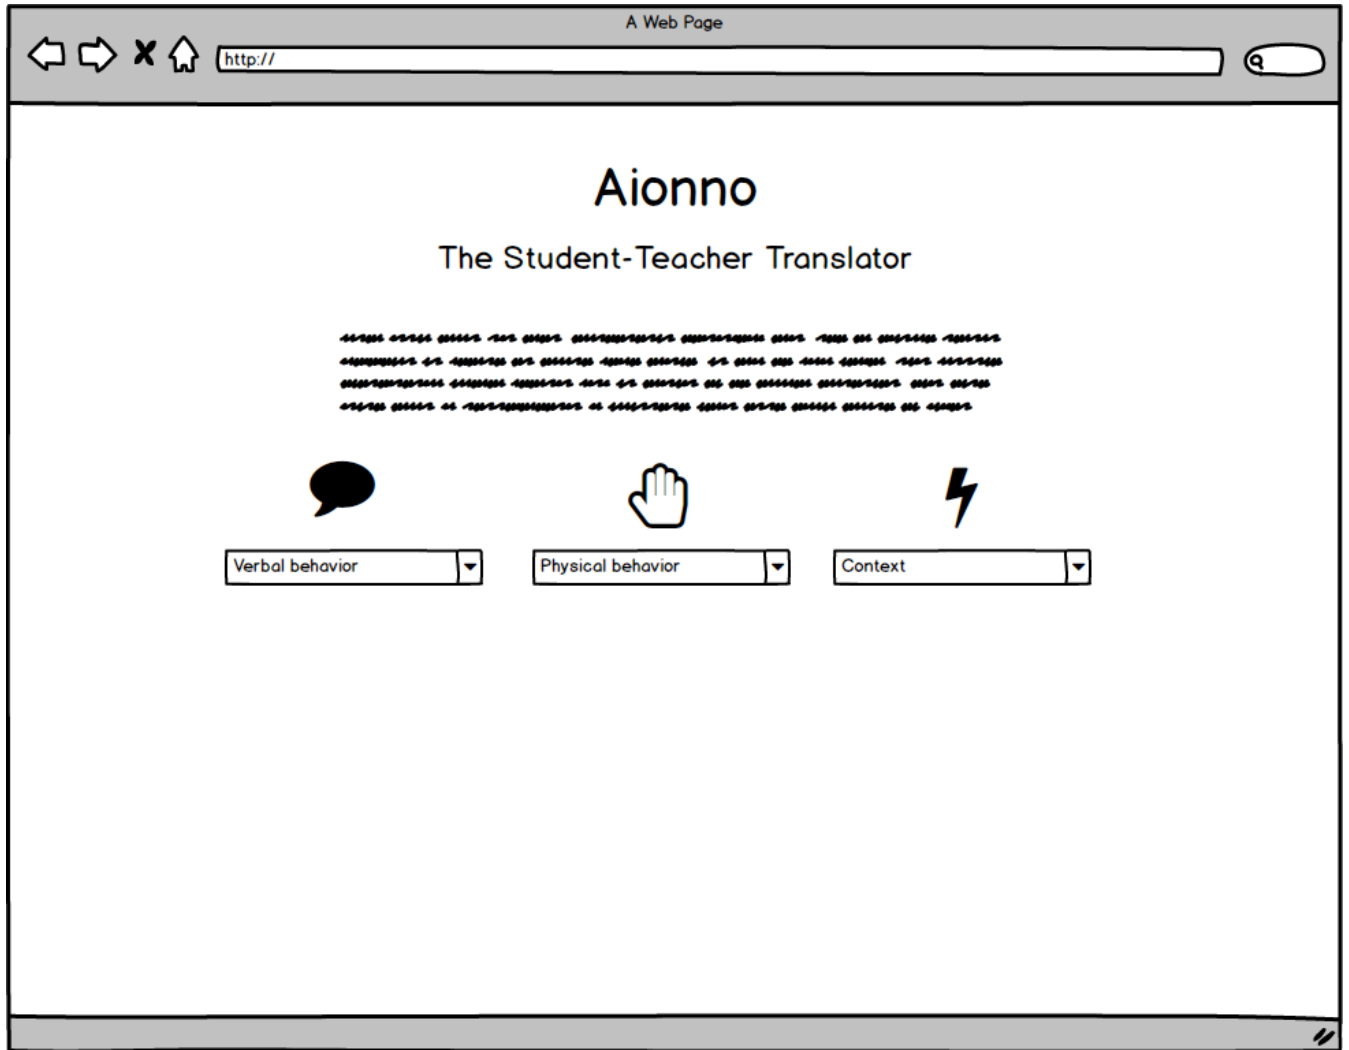 A Web Page
http://
Aionno
The Student-Teacher Translator
Verbal behavior
Physical behavior
Context